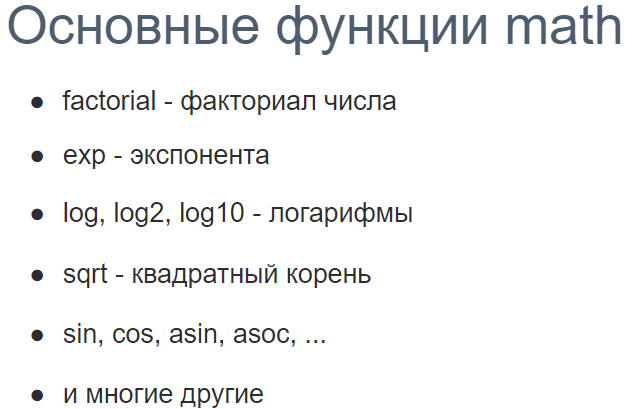 Основные функции math
● factorial - факториал числа
● exp - экспонента
● log, log2, log10 - логарифмы
● sqrt - квадратный корень
● sin, cos, asin, asoc, ...
● и многие другие